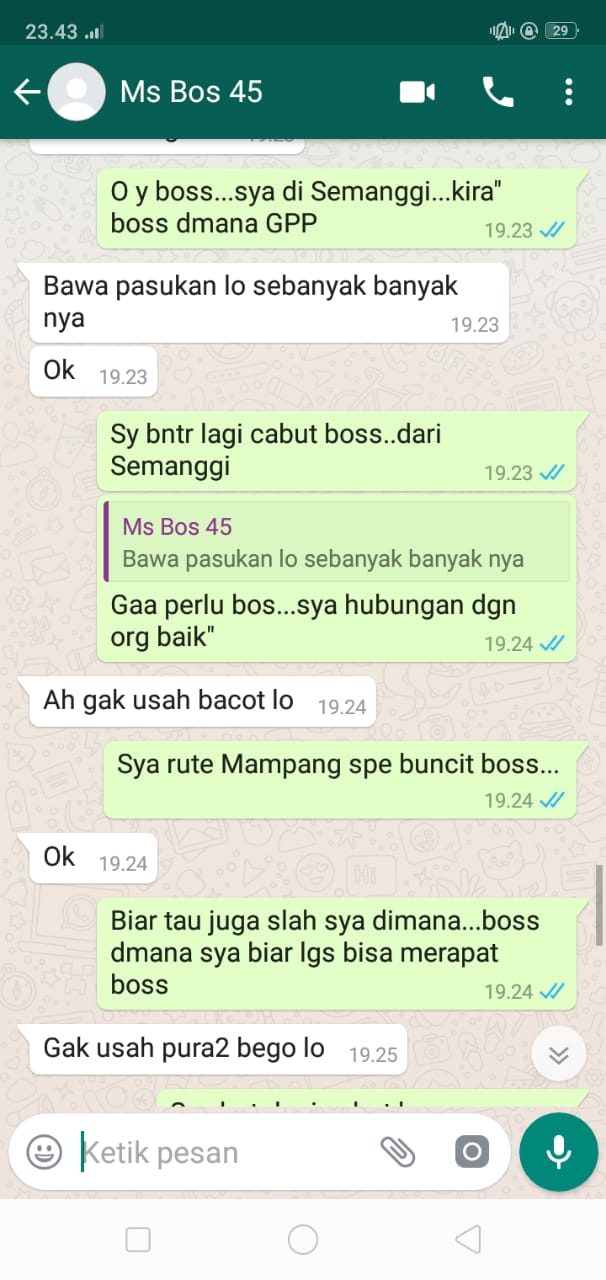 23.43
29
Ms Bos 45
O y boss...sya di Semanggi...kira"
boss dmana GPP
19.23
Bawa pasukan lo sebanyak banyak
nya
19.23
Ok
19.23
Sy bntr lagi cabut boss..dari
Semanggi
19.23
Ms Bos 45
Bawa pasukan lo sebanyak banyak nya
Gaa perlu bos...sya hubungan dgn
org baik"
19.24
Ah gak usah bacot lo
19.24
Sya rute Mampang spe buncit boss...
19.24
Ok
19.24
Biar tau juga slah sya dimana...boss
dmana sya biar lgs bisa merapat
boss
19.24
Gak usah pura2 bego lo
19.25
Ketik pesan